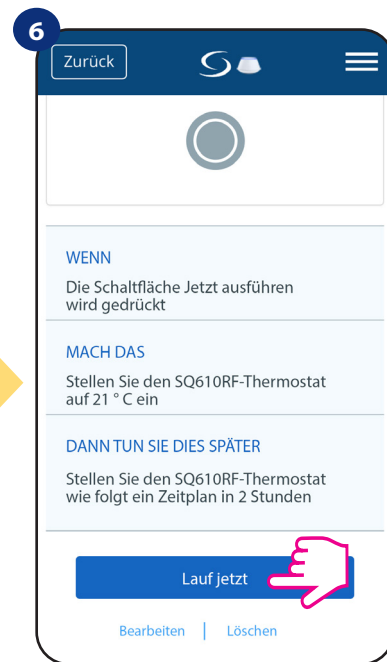 6
Zurück
WENN
Die Schaltfläche Jetzt ausführen
wird gedrückt
MACH DAS
Stellen Sie den SQ610RF-Thermostat
auf 21 ° C ein
DANN TUN SIE DIES SPÄTER
Stellen Sie den SQ610RF-Thermostat
wie folgt ein Zeitplan in 2 Stunden
Lauf jetzt
Bearbeiten | Löschen